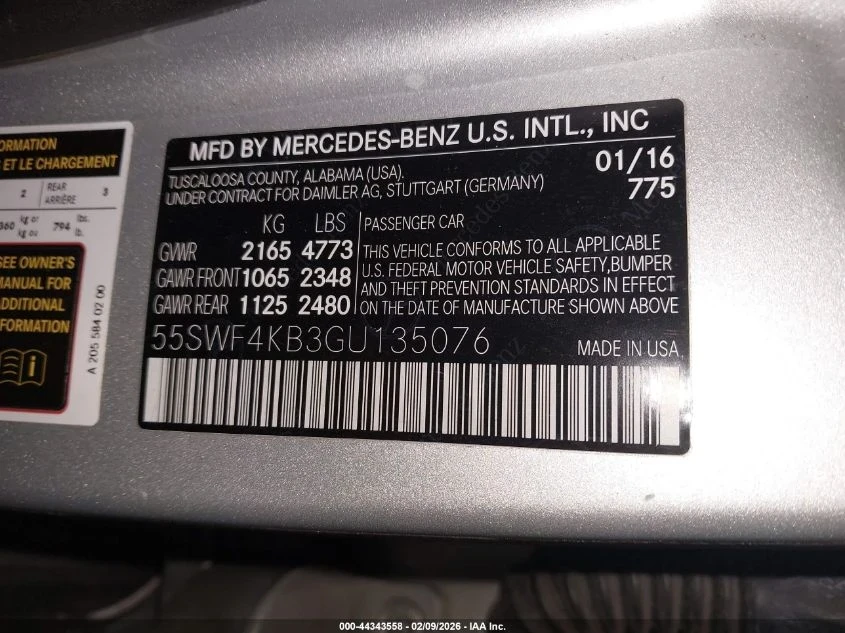 ORMATION
ET LE CHARGEMENT
2 REAR ARRIÈRE 3
360 kg or kg ou 794 lbs. lb.
SEE OWNER'S
MANUAL FOR
ADDITIONAL
FORMATION
A 205 584 02 00
MFD BY MERCEDES-BENZ U.S. INTL., INC
TUSCALOOSA COUNTY, ALABAMA (USA).
01/16
UNDER CONTRACT FOR DAIMLER AG, STUTTGART (GERMANY)
775
KG LBS
GVWR 2165 4773
GAWR FRONT 1065 2348
GAWR REAR 1125 2480
PASSENGER CAR
THIS VEHICLE CONFORMS TO ALL APPLICABLE
U.S. FEDERAL MOTOR VEHICLE SAFETY,BUMPER
AND THEFT PREVENTION STANDARDS IN EFFECT
ON THE DATE OF MANUFACTURE SHOWN ABOVE
55SWF4KB3GU135076
MADE IN USA
000-44343558 - 02/09/2026 - IAA Inc.